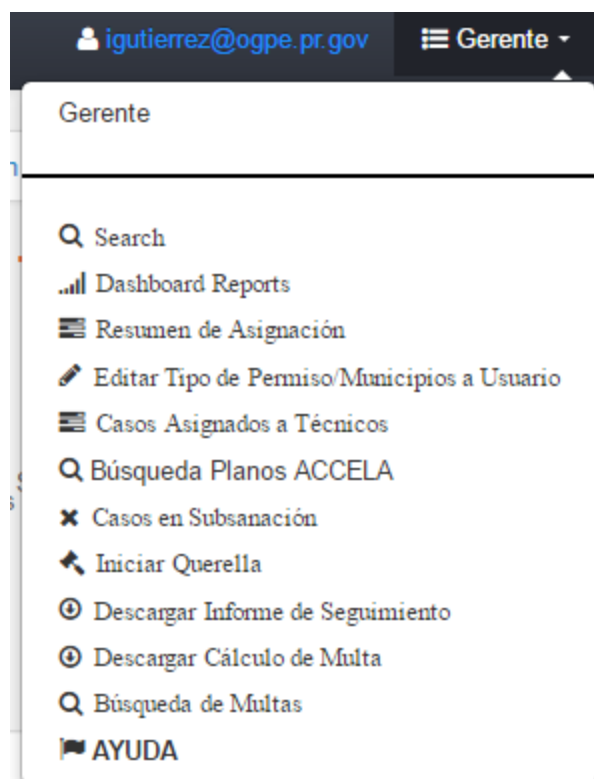 igutierrez@ogpe.pr.gov Gerente
Gerente
Search
Dashboard Reports
Resumen de Asignación
Editar Tipo de Permiso/Municipios a Usuario
Casos Asignados a Técnicos
Búsqueda Planos ACCELA
Casos en Subsanación
Iniciar Querella
Descargar Informe de Seguimiento
Descargar Cálculo de Multa
Búsqueda de Multas
AYUDA